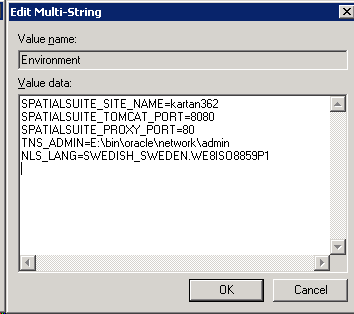 Edit Multi-String
Value name:
Environment
Value data:
SPATIALSUITE_SITE_NAME=kartan362
SPATIALSUITE_TOMCAT_PORT=8080
SPATIALSUITE_PROXY_PORT=80
TNS_ADMIN=E:\bin\oracle\network\admin
NLS_LANG=SWEDISH_SWEDEN.WE8ISO8859P1
OK
Cancel